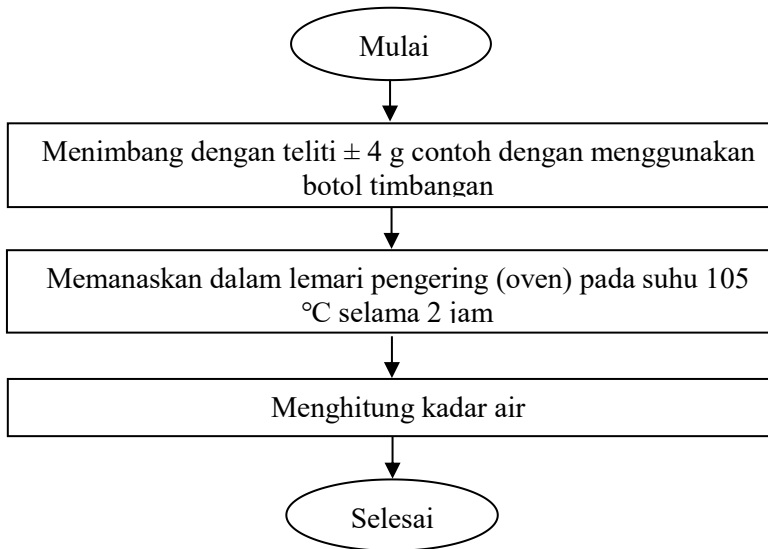 Mulai
Menimbang dengan teliti ± 4 g contoh dengan menggunakan
botol timbangan
Memanaskan dalam lemari pengering (oven) pada suhu 105
℃ selama 2 jam
Menghitung kadar air
Selesai